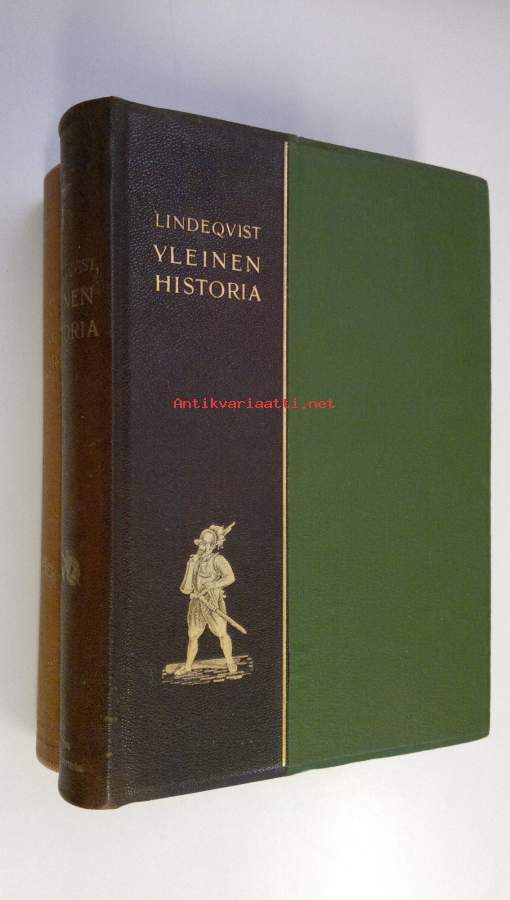 LINDEQVIST
YLEINEN
HISTORIA
Antikvariaatti.net